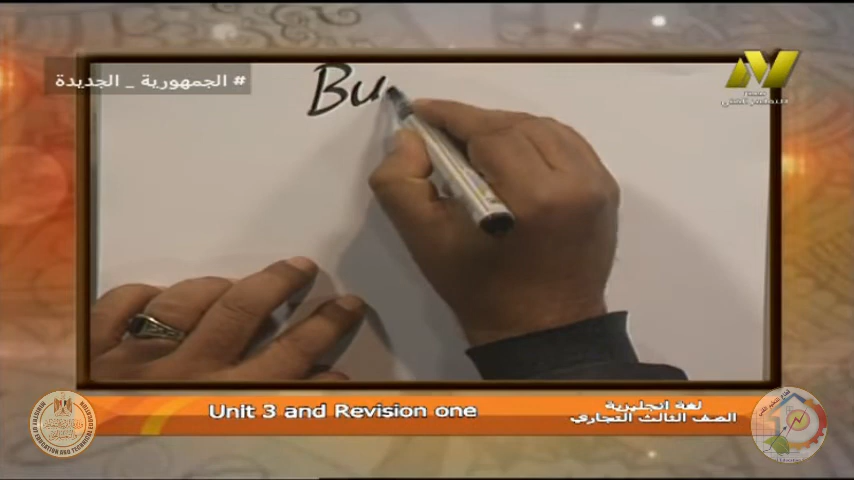 # الجمهورية _ الجديدة
Bu
Unit 3 and Revision one
لغة انجليزية
الصف الثالث التجاري